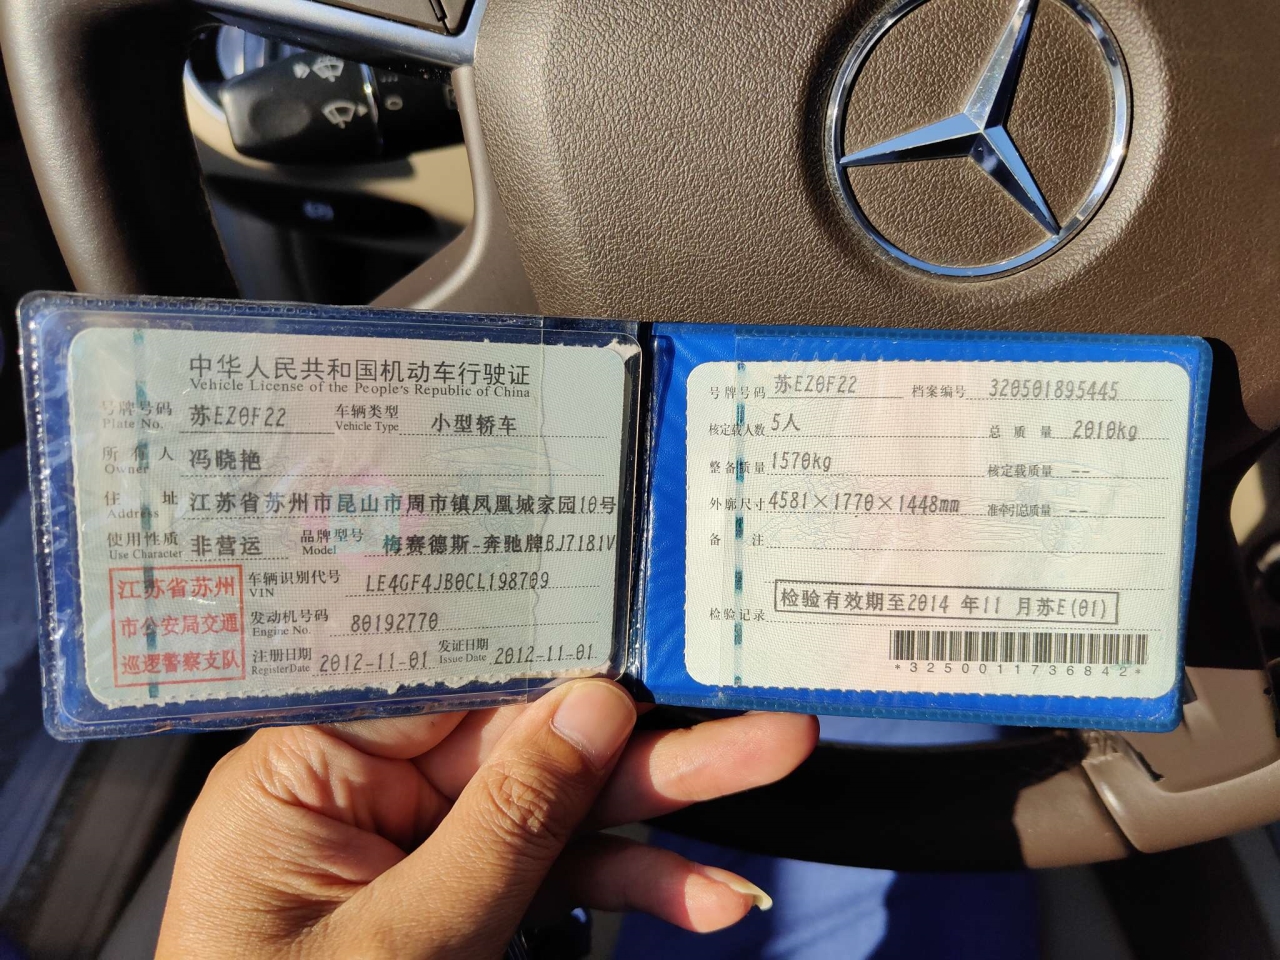 中华人民共和国机动车行驶证
Vehicle License of the People's Republic of China
号牌号码 Plate No. 苏EZ0F22 车辆类型 Vehicle Type 小型轿车
所有人 Owner 冯晓艳
住址 Address 江苏省苏州市昆山市周市镇凤凰城家园10号
使用性质 Use Character 非营运 品牌型号 Model 梅赛德斯-奔驰牌BJ7181V
江苏省苏州
市公安局交通
巡逻警察支队
车辆识别代号 VIN LE4GF4JB0CL198709
发动机号码 Engine No. 80192770
注册日期 Register Date 2012-11-01 发证日期 Issue Date 2012-11-01
号牌号码 苏EZ0F22 档案编号 320501895445
核定载人数 5人 总质量 2010kg
整备质量 1570kg 核定载质量 --
外廓尺寸 4581×1770×1448mm 准牵引总质量 --
备注
检验记录 检验有效期至2014 年11 月苏E(01)
*3250011736842*